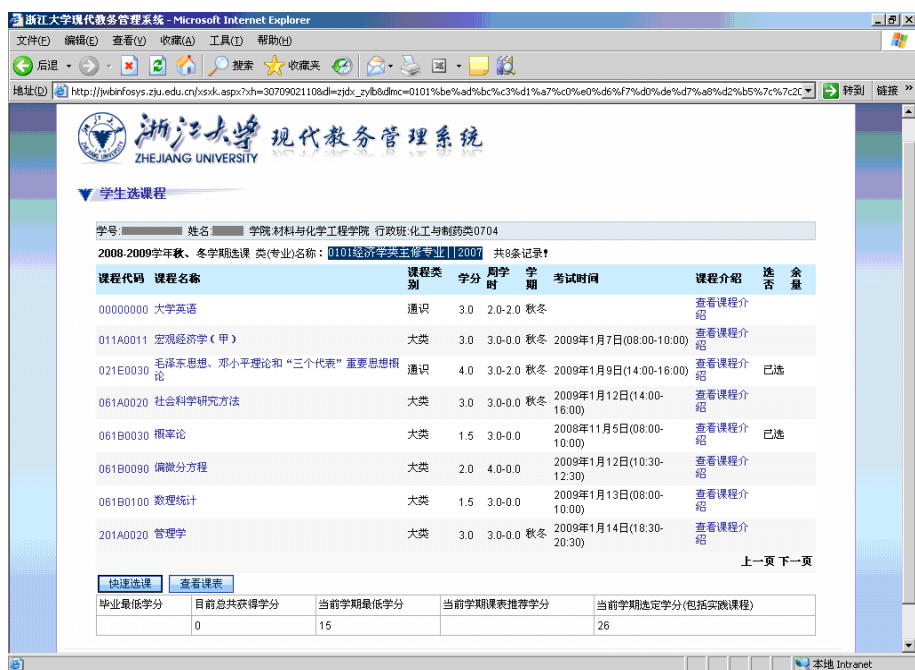 浙江大学现代教务管理系统 - Microsoft Internet Explorer
文件(F) 编辑(E) 查看(V) 收藏(A) 工具(T) 帮助(H)
后退 搜索 收藏夹
地址(D) http://jwbinfosys.zju.edu.cn/xsxk.aspx?xh=3070902110&dl=zjdx_zylb&dlmc=0101%be%ad%bc%c3%d1%a7%c0%e0%d6%f7%d0%de%d7%a8%d2%b5%7c%7c20 转到 链接 »
浙江大学 现代教务管理系统
ZHEJIANG UNIVERSITY
学生选课程
学号: 姓名: 学院:材料与化学工程学院 行政班:化工与制药类0704
2008-2009学年秋、冬学期选课 类(专业)名称：0101经济学类主修专业||2007 共8条记录!
课程代码 课程名称 课程类别 学分 周学时 学期 考试时间 课程介绍 选否 余量
00000000 大学英语 通识 3.0 2.0-2.0 秋冬 查看课程介绍
011A0011 宏观经济学(甲) 大类 3.0 3.0-0.0 秋冬 2009年1月7日(08:00-10:00) 查看课程介绍
021E0030 毛泽东思想、邓小平理论和“三个代表”重要思想概论 通识 4.0 3.0-2.0 秋冬 2009年1月9日(14:00-16:00) 查看课程介绍 已选
061A0020 社会科学研究方法 大类 3.0 3.0-0.0 秋冬 2009年1月12日(14:00-16:00) 查看课程介绍
061B0030 概率论 大类 1.5 3.0-0.0 2008年11月5日(08:00-10:00) 查看课程介绍 已选
061B0090 偏微分方程 大类 2.0 4.0-0.0 2009年1月12日(10:30-12:30) 查看课程介绍
061B0100 数理统计 大类 1.5 3.0-0.0 2009年1月13日(08:00-10:00) 查看课程介绍
201A0020 管理学 大类 3.0 3.0-0.0 秋冬 2009年1月14日(18:30-20:30) 查看课程介绍
上一页 下一页
快速选课 查看课表
毕业最低学分 目前总共获得学分 当前学期最低学分 当前学期课表推荐学分 当前学期选定学分(包括实践课程)
0 15 26
本地 Intranet